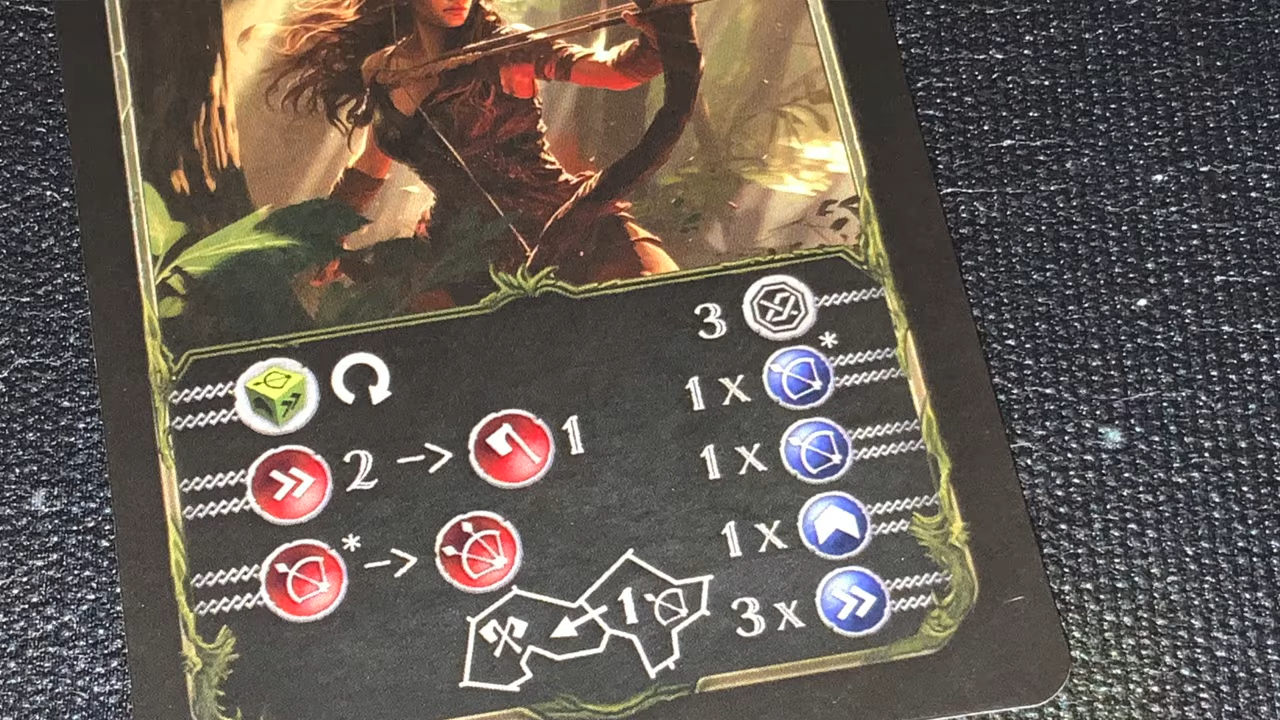 2 → 1
* →
1
3
1 x *
1 x
1 x
3 x